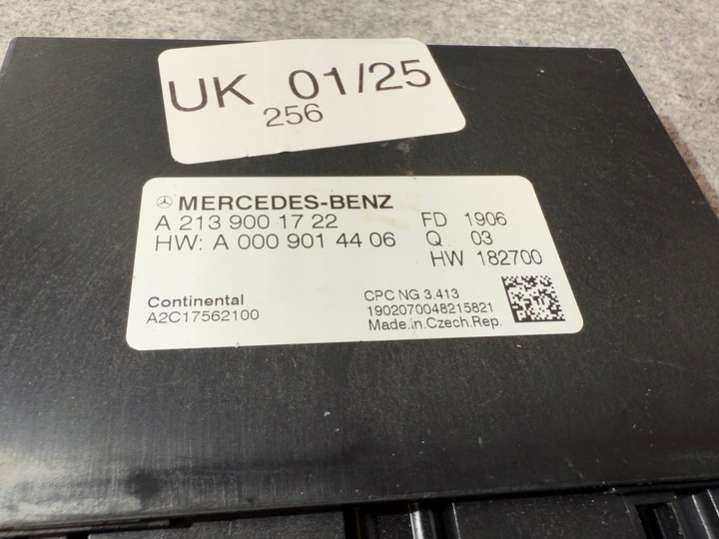 UK 01/25
256
MERCEDES-BENZ
A 213 900 17 22 FD 1906
HW: A 000 901 44 06 Q 03
HW 182700
Continental CPC NG 3.413
A2C17562100 1902070048215821
Made.in.Czech.Rep.